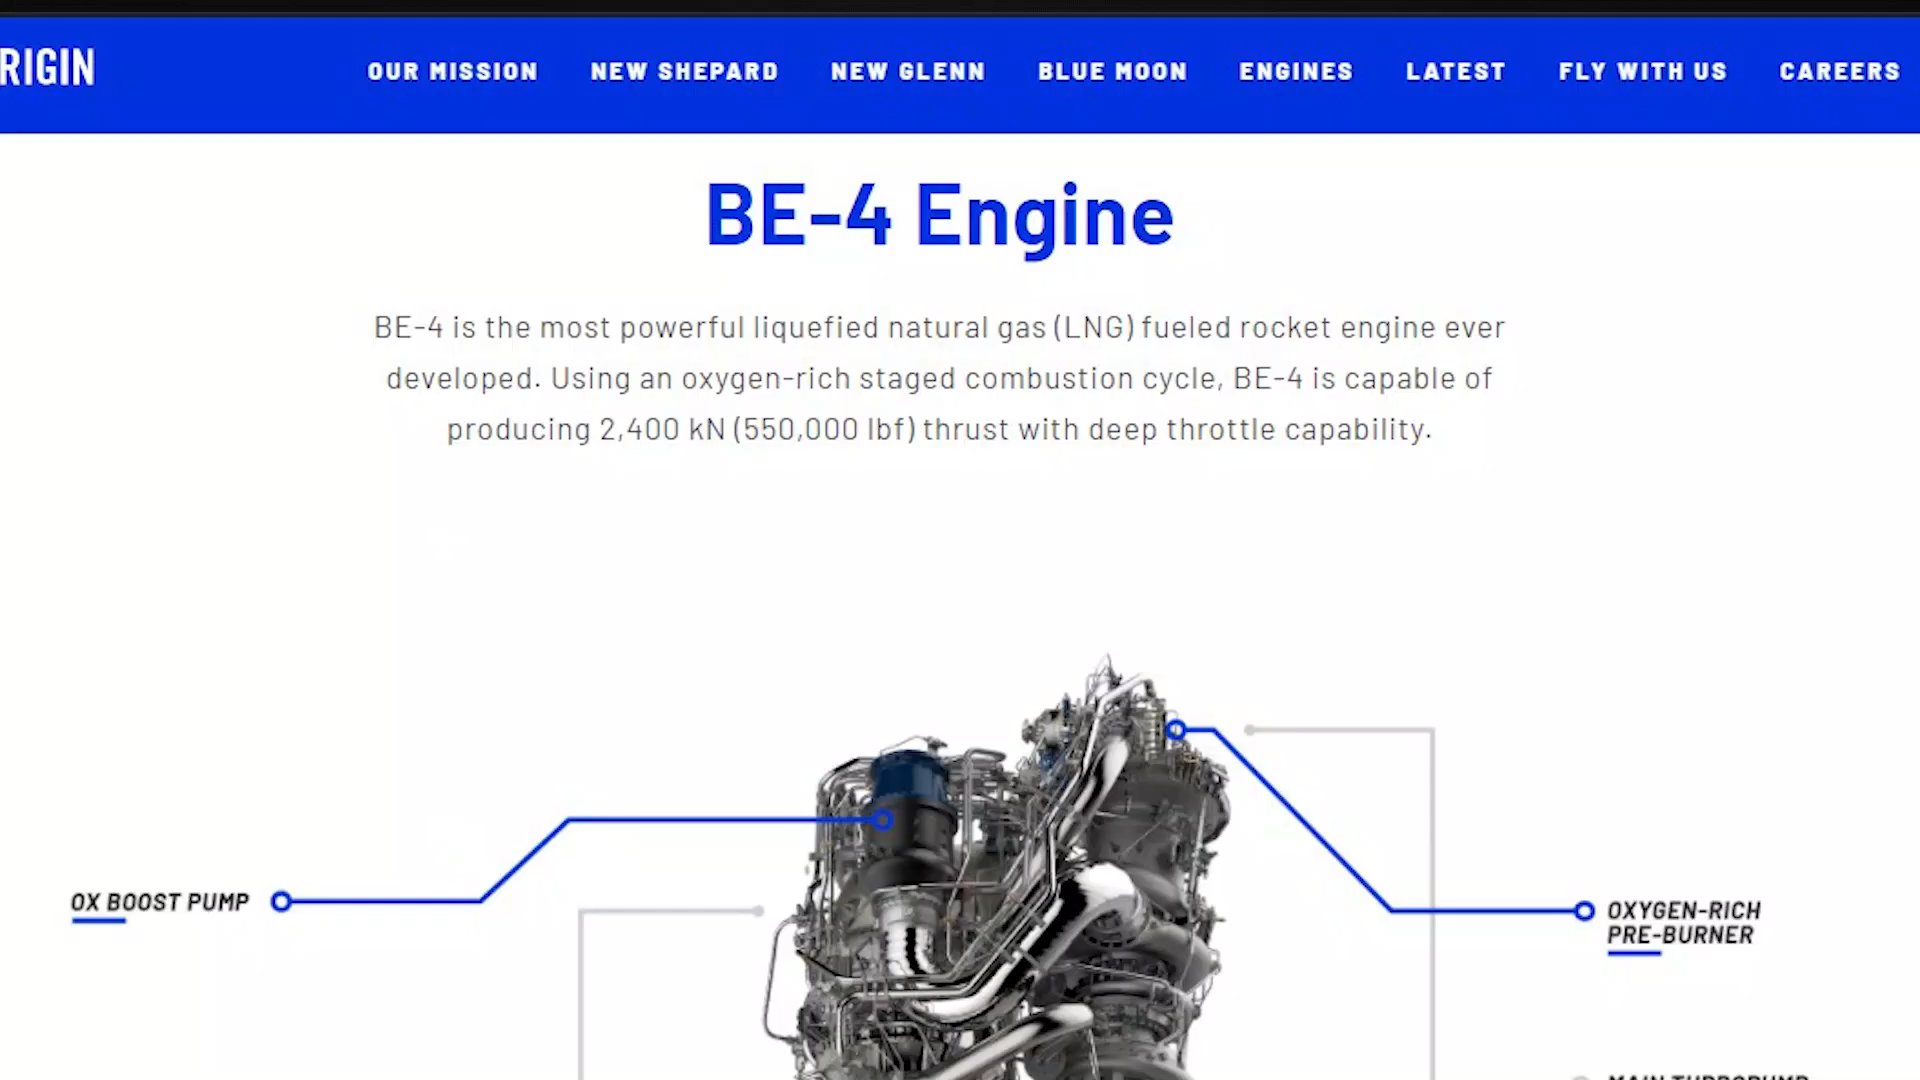 RIGIN
OUR MISSION NEW SHEPARD NEW GLENN BLUE MOON ENGINES LATEST FLY WITH US CAREERS
BE-4 Engine
BE-4 is the most powerful liquefied natural gas (LNG) fueled rocket engine ever
developed. Using an oxygen-rich staged combustion cycle, BE-4 is capable of
producing 2,400 kN (550,000 lbf) thrust with deep throttle capability.
OX BOOST PUMP
OXYGEN-RICH
PRE-BURNER
MAIN TURBOPUMP